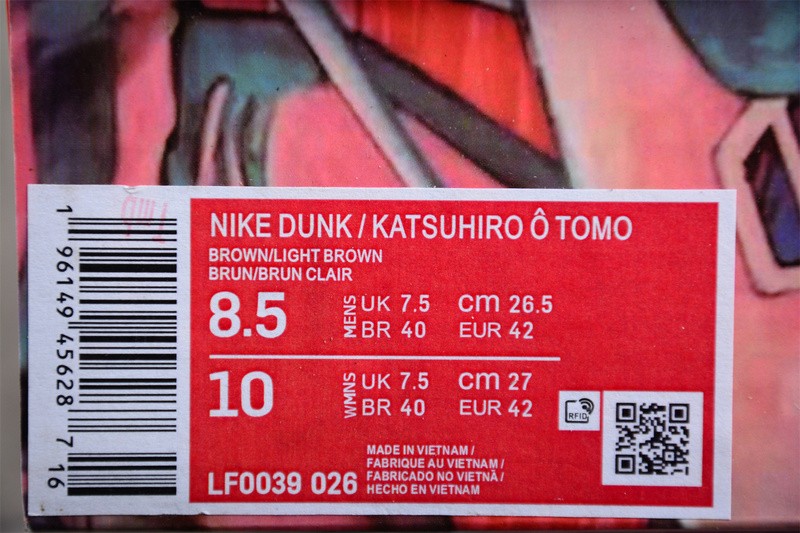 NIKE DUNK / KATSUHIRO Ô TOMO
BROWN/LIGHT BROWN
BRUN/BRUN CLAIR
8.5 MENS UK 7.5 cm 26.5
BR 40 EUR 42
10 WMNS UK 7.5 cm 27
BR 40 EUR 42
RFID
LF0039 026
MADE IN VIETNAM /
FABRIQUE AU VIETNAM /
FABRICADO NO VIETNÃ /
HECHO EN VIETNAM
1 96149 45628 7 16